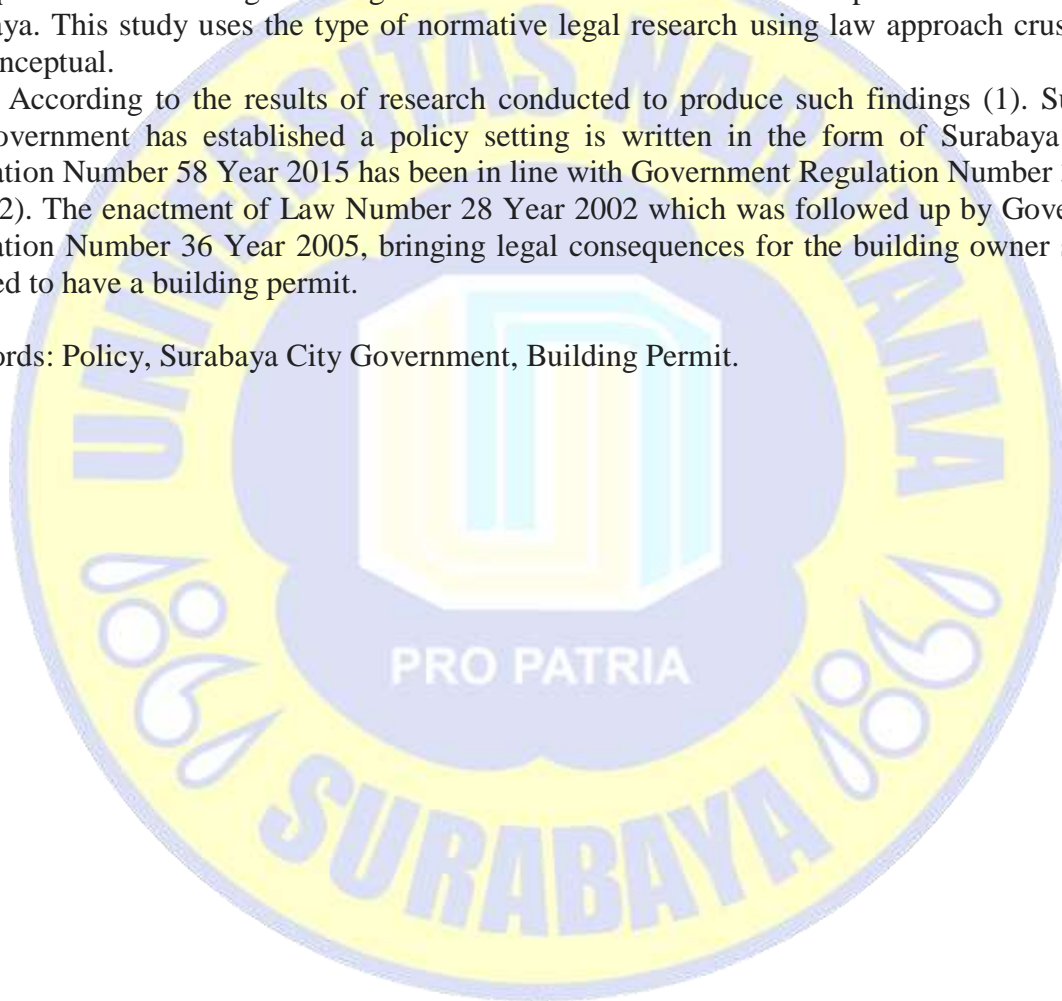 aya. This study uses the type of normative legal research using law approach crus
nceptual.
According to the results of research conducted to produce such findings (1). Su
overnment has established a policy setting is written in the form of Surabaya
ation Number 58 Year 2015 has been in line with Government Regulation Number
2). The enactment of Law Number 28 Year 2002 which was followed up by Gove
ation Number 36 Year 2005, bringing legal consequences for the building owner
ed to have a building permit.
ords: Policy, Surabaya City Government, Building Permit.
UNIVERSITAS NAROTAMA
PRO PATRIA
SURABAYA